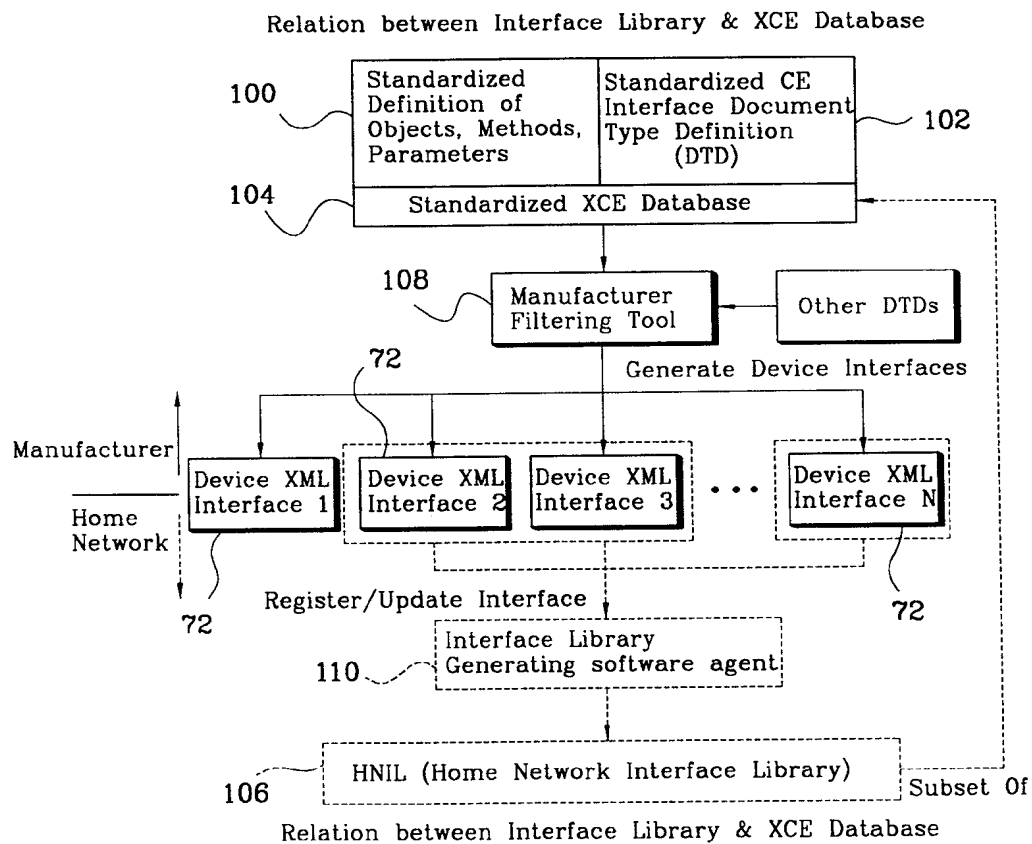 Relation between Interface Library & XCE Database
100
Standardized
Definition of
Objects, Methods,
Parameters
Standardized CE
Interface Document
Type Definition
(DTD)
102
104
Standardized XCE Database
108
Manufacturer
Filtering Tool
Other DTDs
72
Generate Device Interfaces
Manufacturer
Home
Network
Device XML
Interface 1
Device XML
Interface 2
Device XML
Interface 3
Device XML
Interface N
72
72
72
Register/Update Interface
Interface Library
Generating software agent
110
HNIL (Home Network Interface Library)
106
Subset Of
Relation between Interface Library & XCE Database